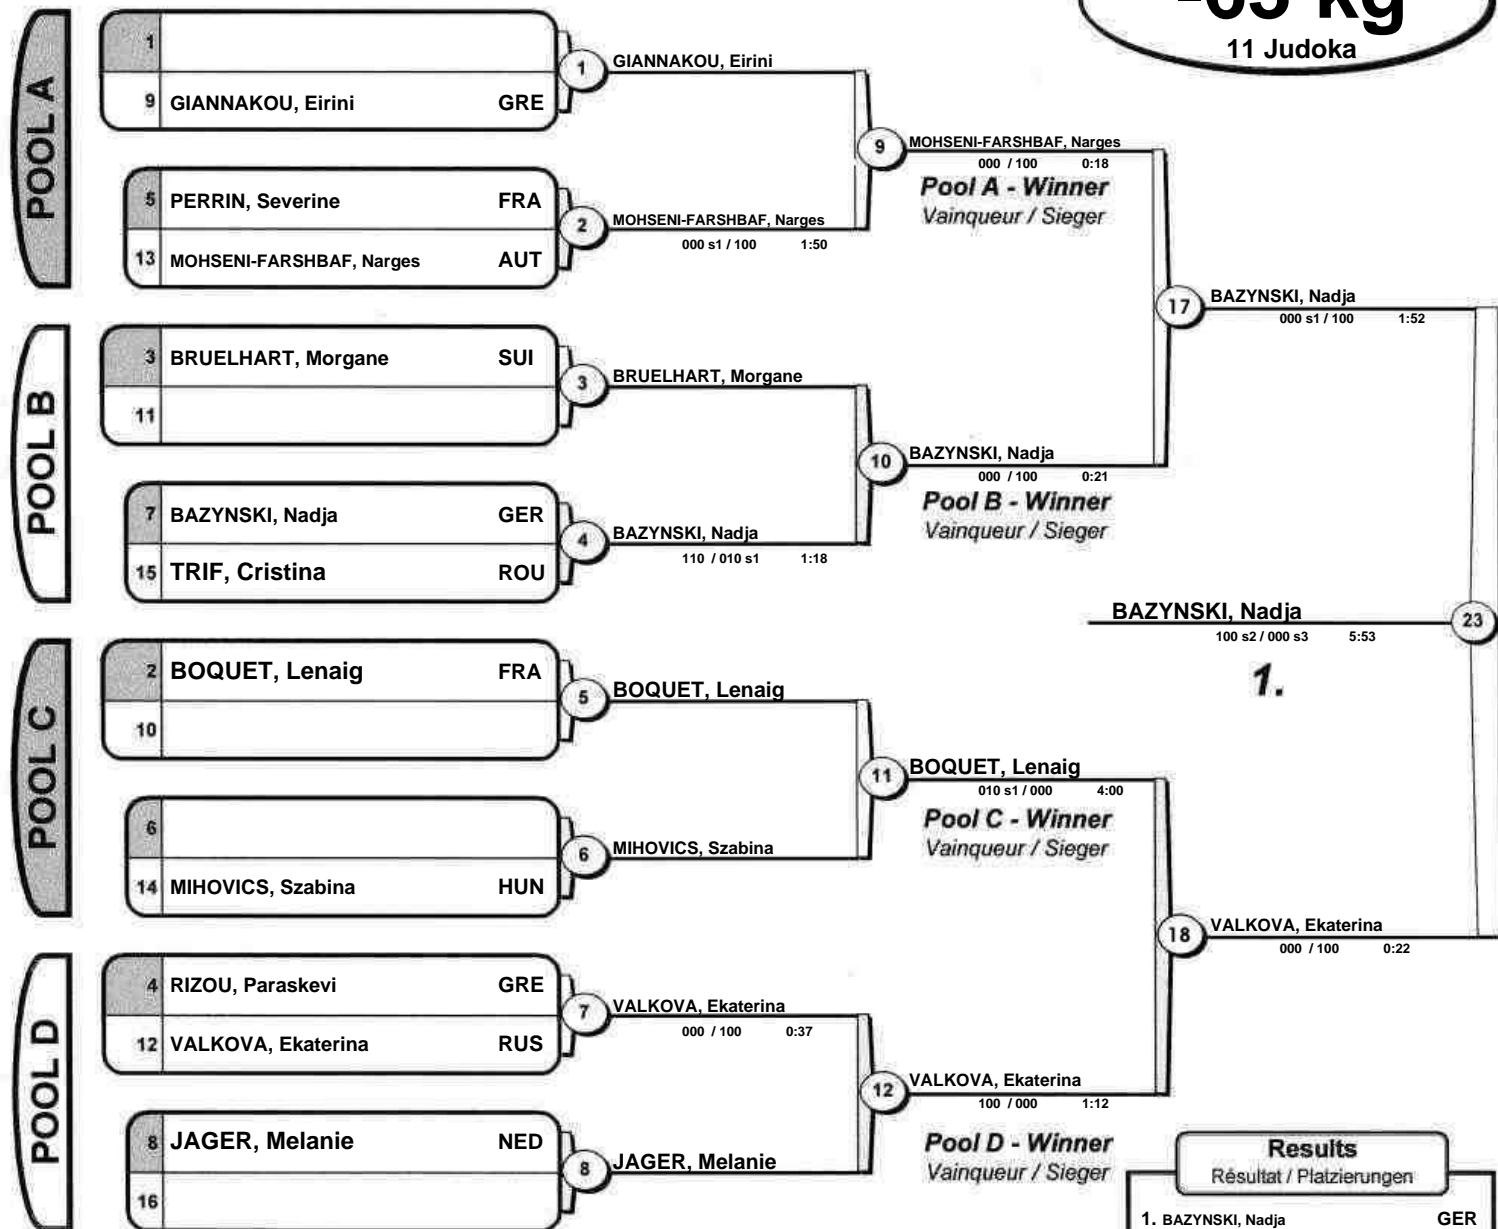 -63 kg
11 Judoka
POOL A
1
9 GIANNAKOU, Eirini GRE
1 GIANNAKOU, Eirini
5 PERRIN, Severine FRA
13 MOHSENI-FARSHBAF, Narges AUT
2 MOHSENI-FARSHBAF, Narges
000 s1 / 100 1:50
9 MOHSENI-FARSHBAF, Narges
000 / 100 0:18
Pool A - Winner
Vainqueur / Sieger
POOL B
3 BRUELHART, Morgane SUI
11
3 BRUELHART, Morgane
7 BAZYNSKI, Nadja GER
15 TRIF, Cristina ROU
4 BAZYNSKI, Nadja
110 / 010 s1 1:18
10 BAZYNSKI, Nadja
000 / 100 0:21
Pool B - Winner
Vainqueur / Sieger
17 BAZYNSKI, Nadja
000 s1 / 100 1:52
BAZYNSKI, Nadja 23
100 s2 / 000 s3 5:53
1.
POOL C
2 BOQUET, Lenaig FRA
10
5 BOQUET, Lenaig
6
14 MIHOVICS, Szabina HUN
6 MIHOVICS, Szabina
11 BOQUET, Lenaig
010 s1 / 000 4:00
Pool C - Winner
Vainqueur / Sieger
POOL D
4 RIZOU, Paraskevi GRE
12 VALKOVA, Ekaterina RUS
7 VALKOVA, Ekaterina
000 / 100 0:37
8 JAGER, Melanie NED
16
8 JAGER, Melanie
12 VALKOVA, Ekaterina
100 / 000 1:12
Pool D - Winner
Vainqueur / Sieger
18 VALKOVA, Ekaterina
000 / 100 0:22
Results
Résultat / Platzierungen
1. BAZYNSKI, Nadja GER